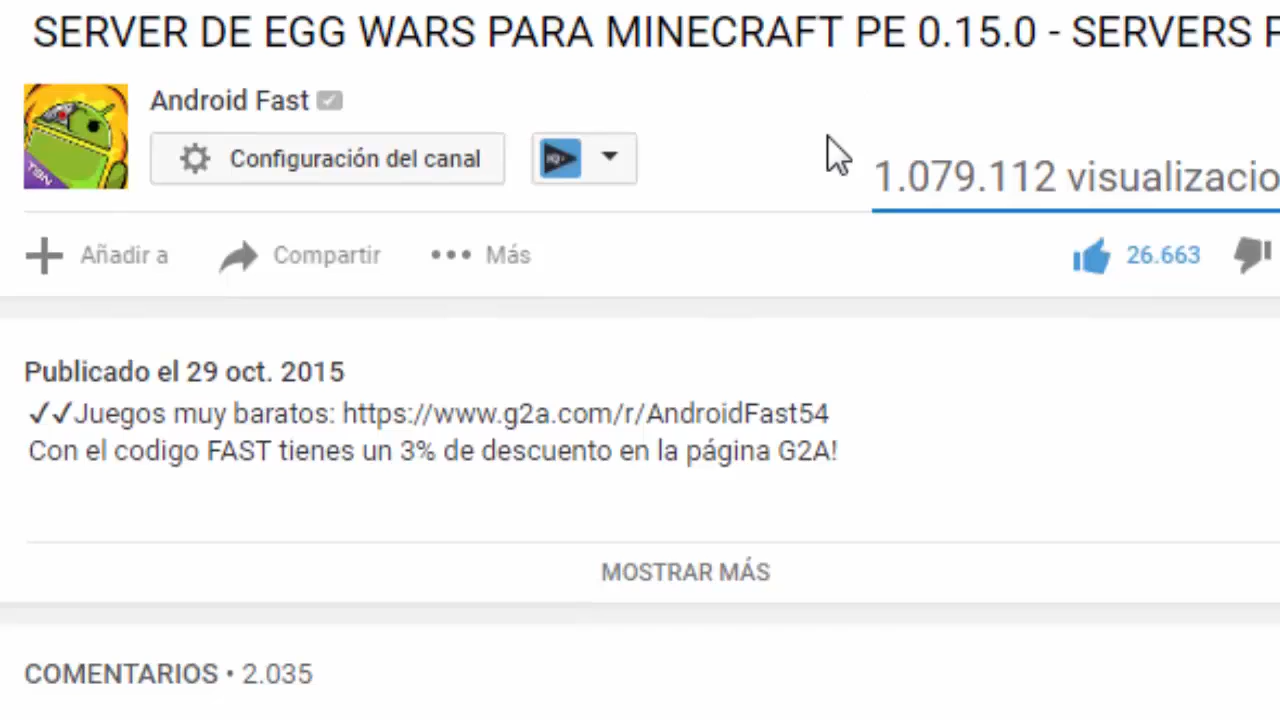 SERVER DE EGG WARS PARA MINECRAFT PE 0.15.0 - SERVERS
Android Fast
TGN
Configuración del canal
HQ+
1.079.112 visualizacio
Añadir a
Compartir
Más
26.663
Publicado el 29 oct. 2015
✓✓Juegos muy baratos: https://www.g2a.com/r/AndroidFast54
Con el codigo FAST tienes un 3% de descuento en la página G2A!
MOSTRAR MÁS
COMENTARIOS • 2.035